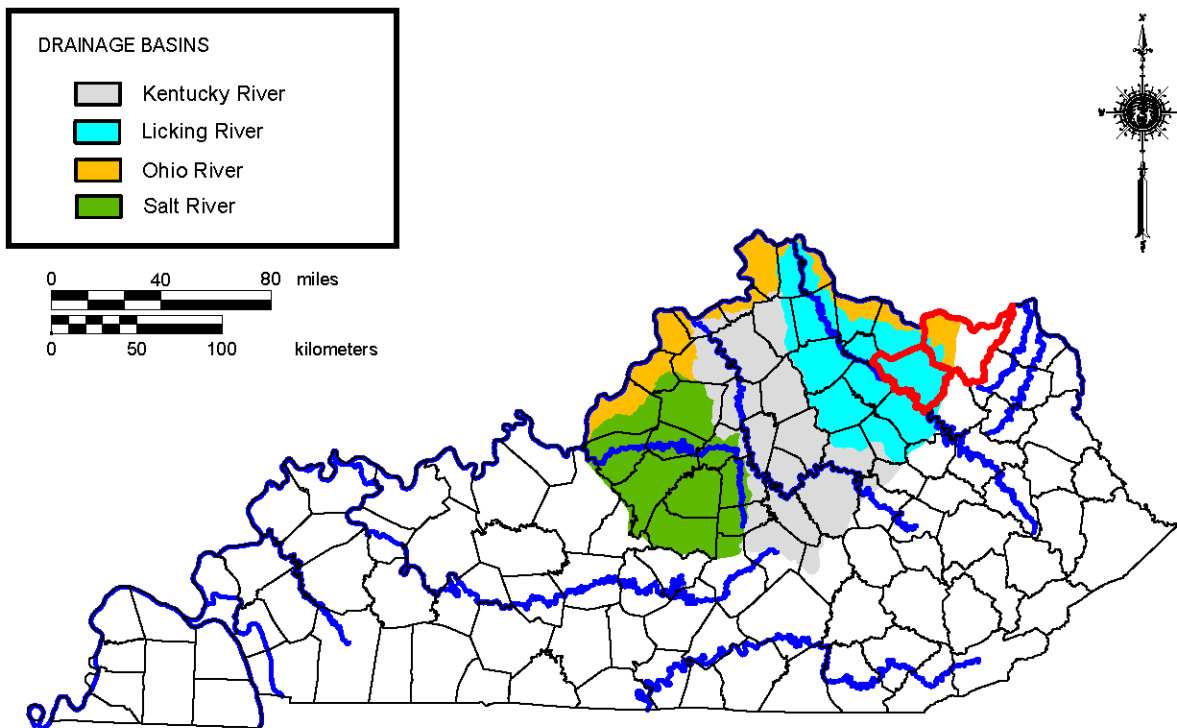 DRAINAGE BASINS
Kentucky River
Licking River
Ohio River
Salt River
0 40 80 miles
0 50 100 kilometers